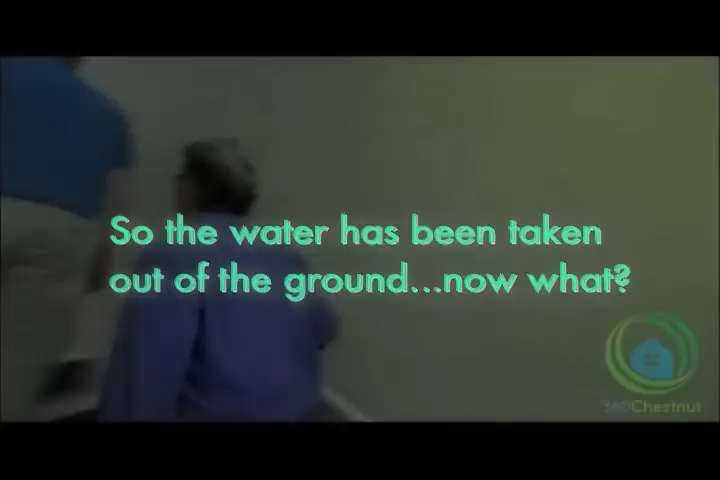 So the water has been taken
out of the ground...now what?
360Chestnut